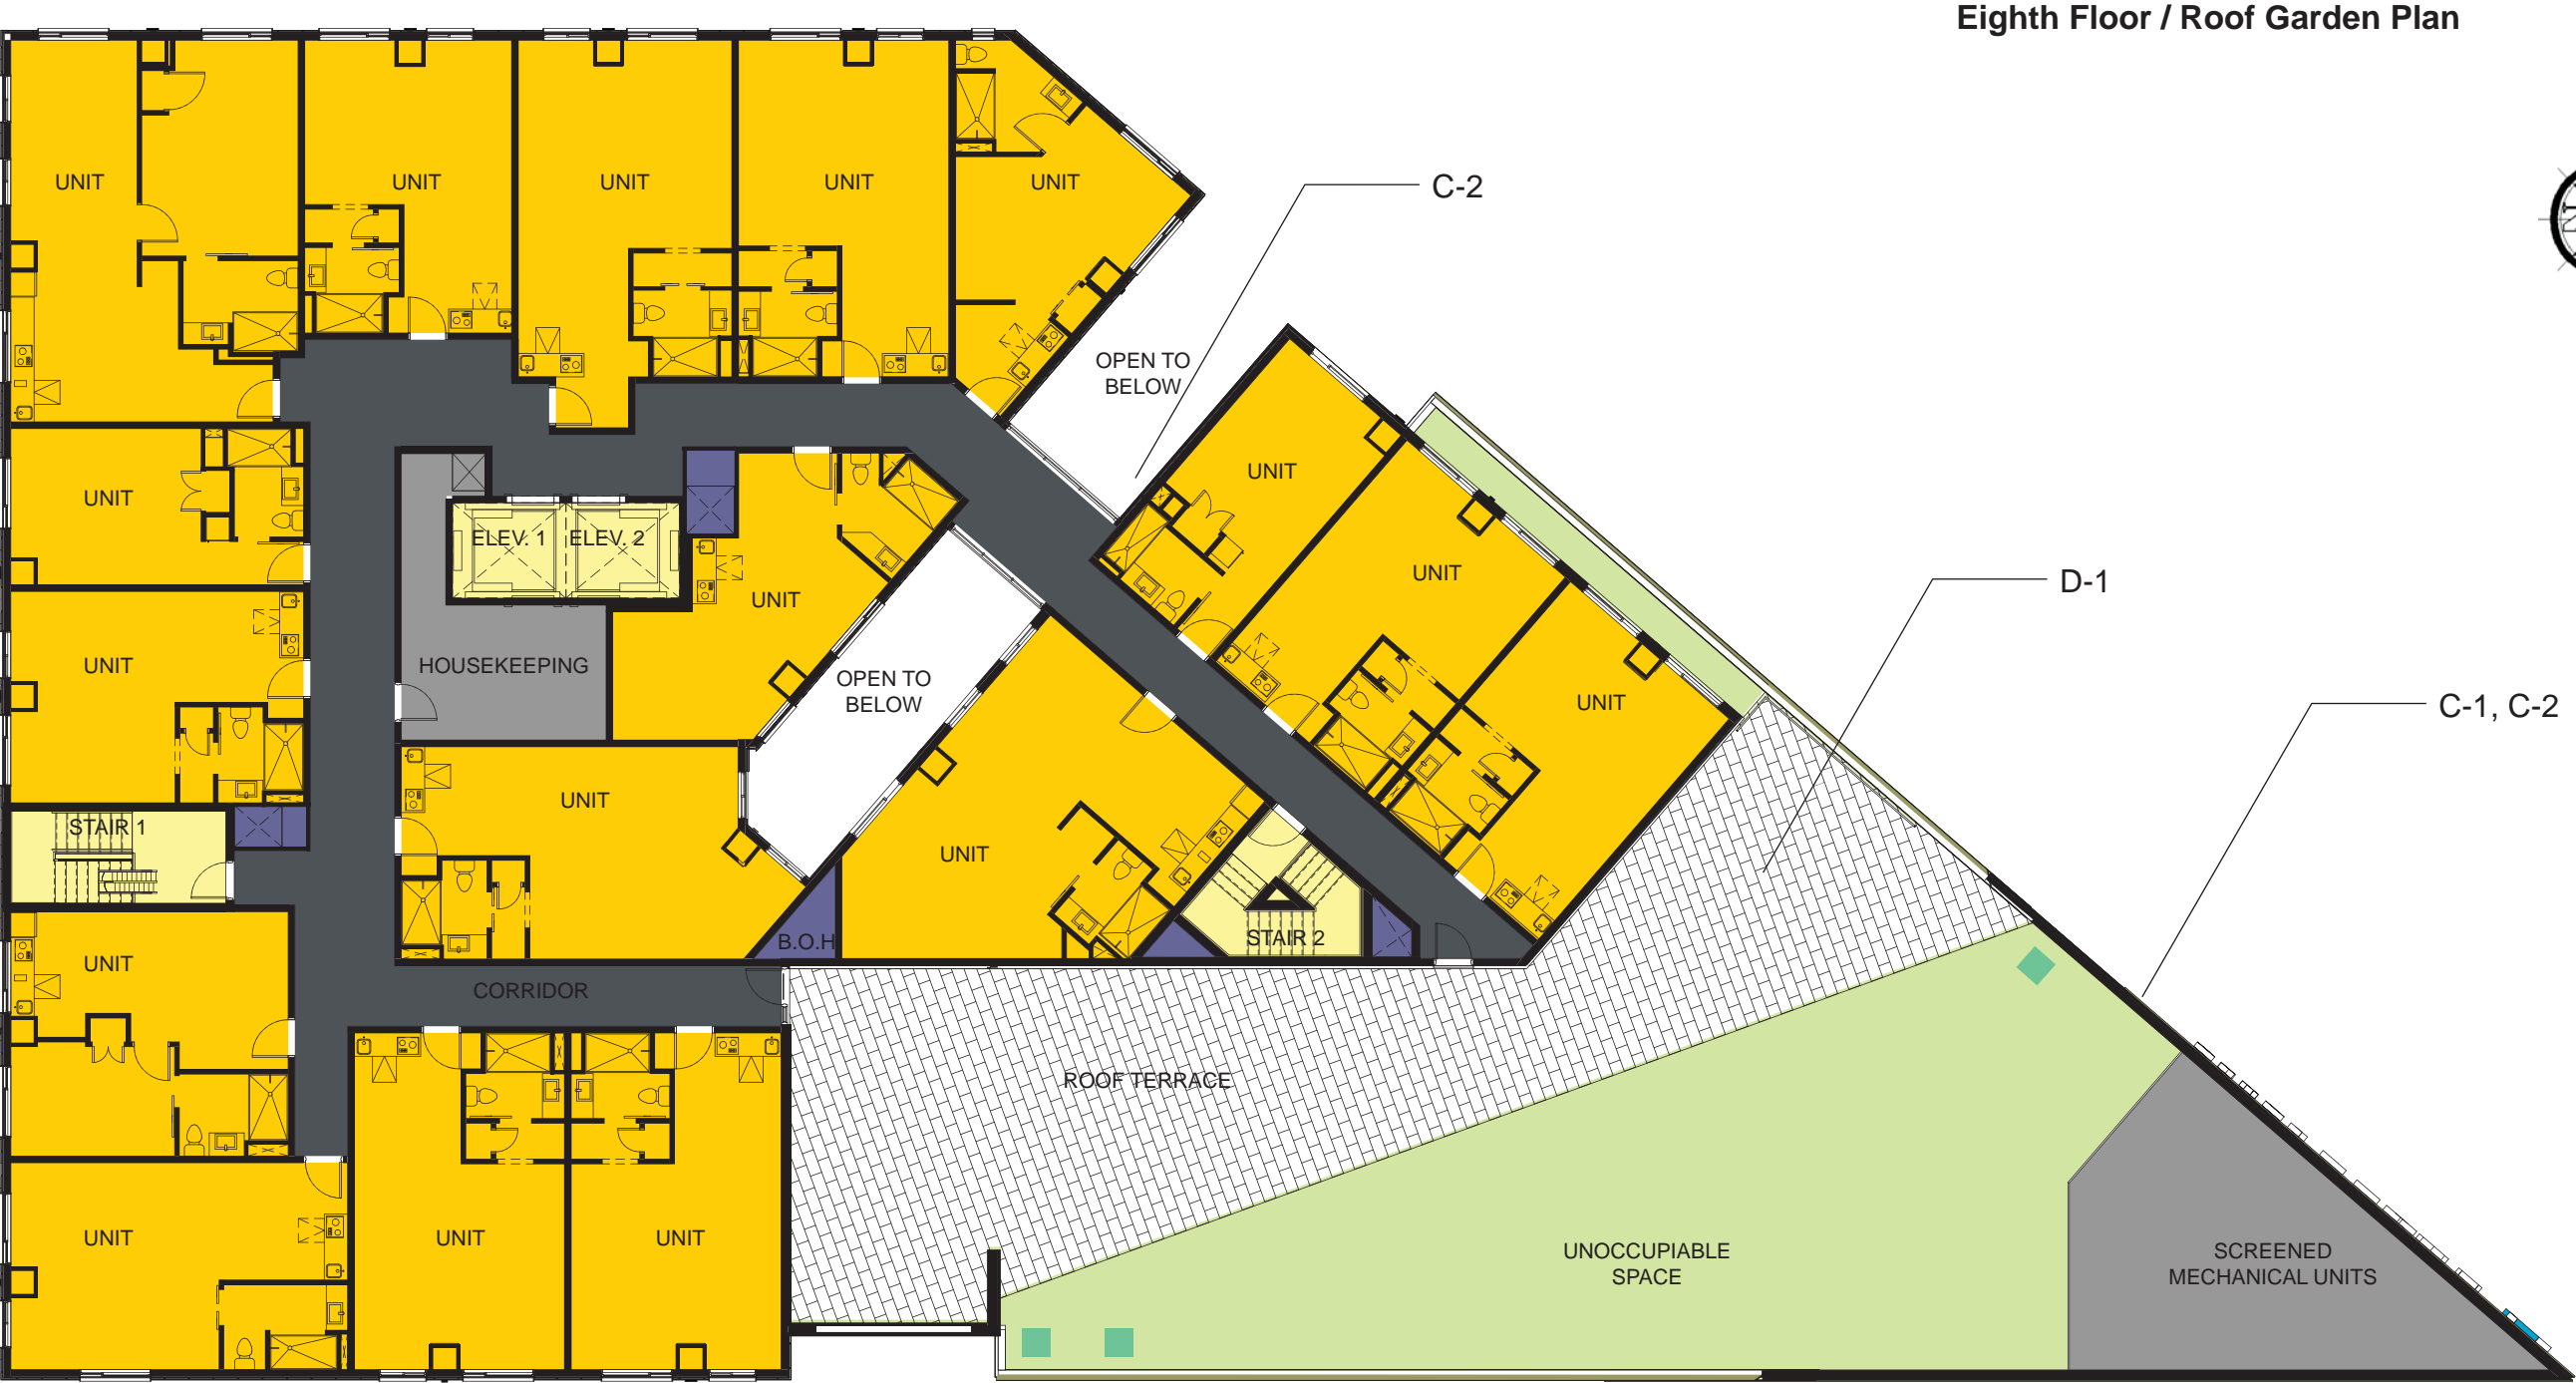 Eighth Floor / Roof Garden Plan
UNIT
UNIT
UNIT
UNIT
UNIT
C-2
N
OPEN TO
BELOW
UNIT
UNIT
ELEV. 1
ELEV. 2
UNIT
D-1
UNIT
UNIT
HOUSEKEEPING
OPEN TO
BELOW
UNIT
C-1, C-2
UNIT
STAIR 1
UNIT
B.O.H
STAIR 2
UNIT
CORRIDOR
ROOF TERRACE
UNIT
UNIT
UNIT
UNOCCUPIABLE
SPACE
SCREENED
MECHANICAL UNITS